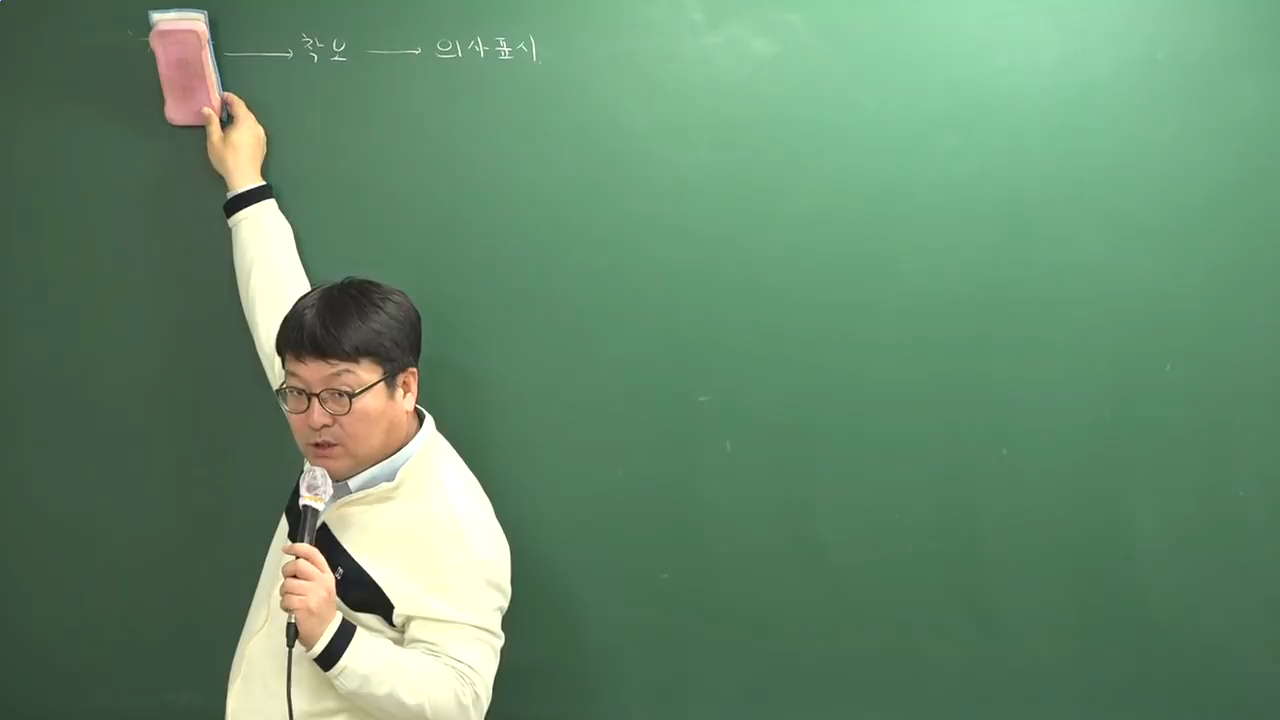 → 착오 → 의사표시